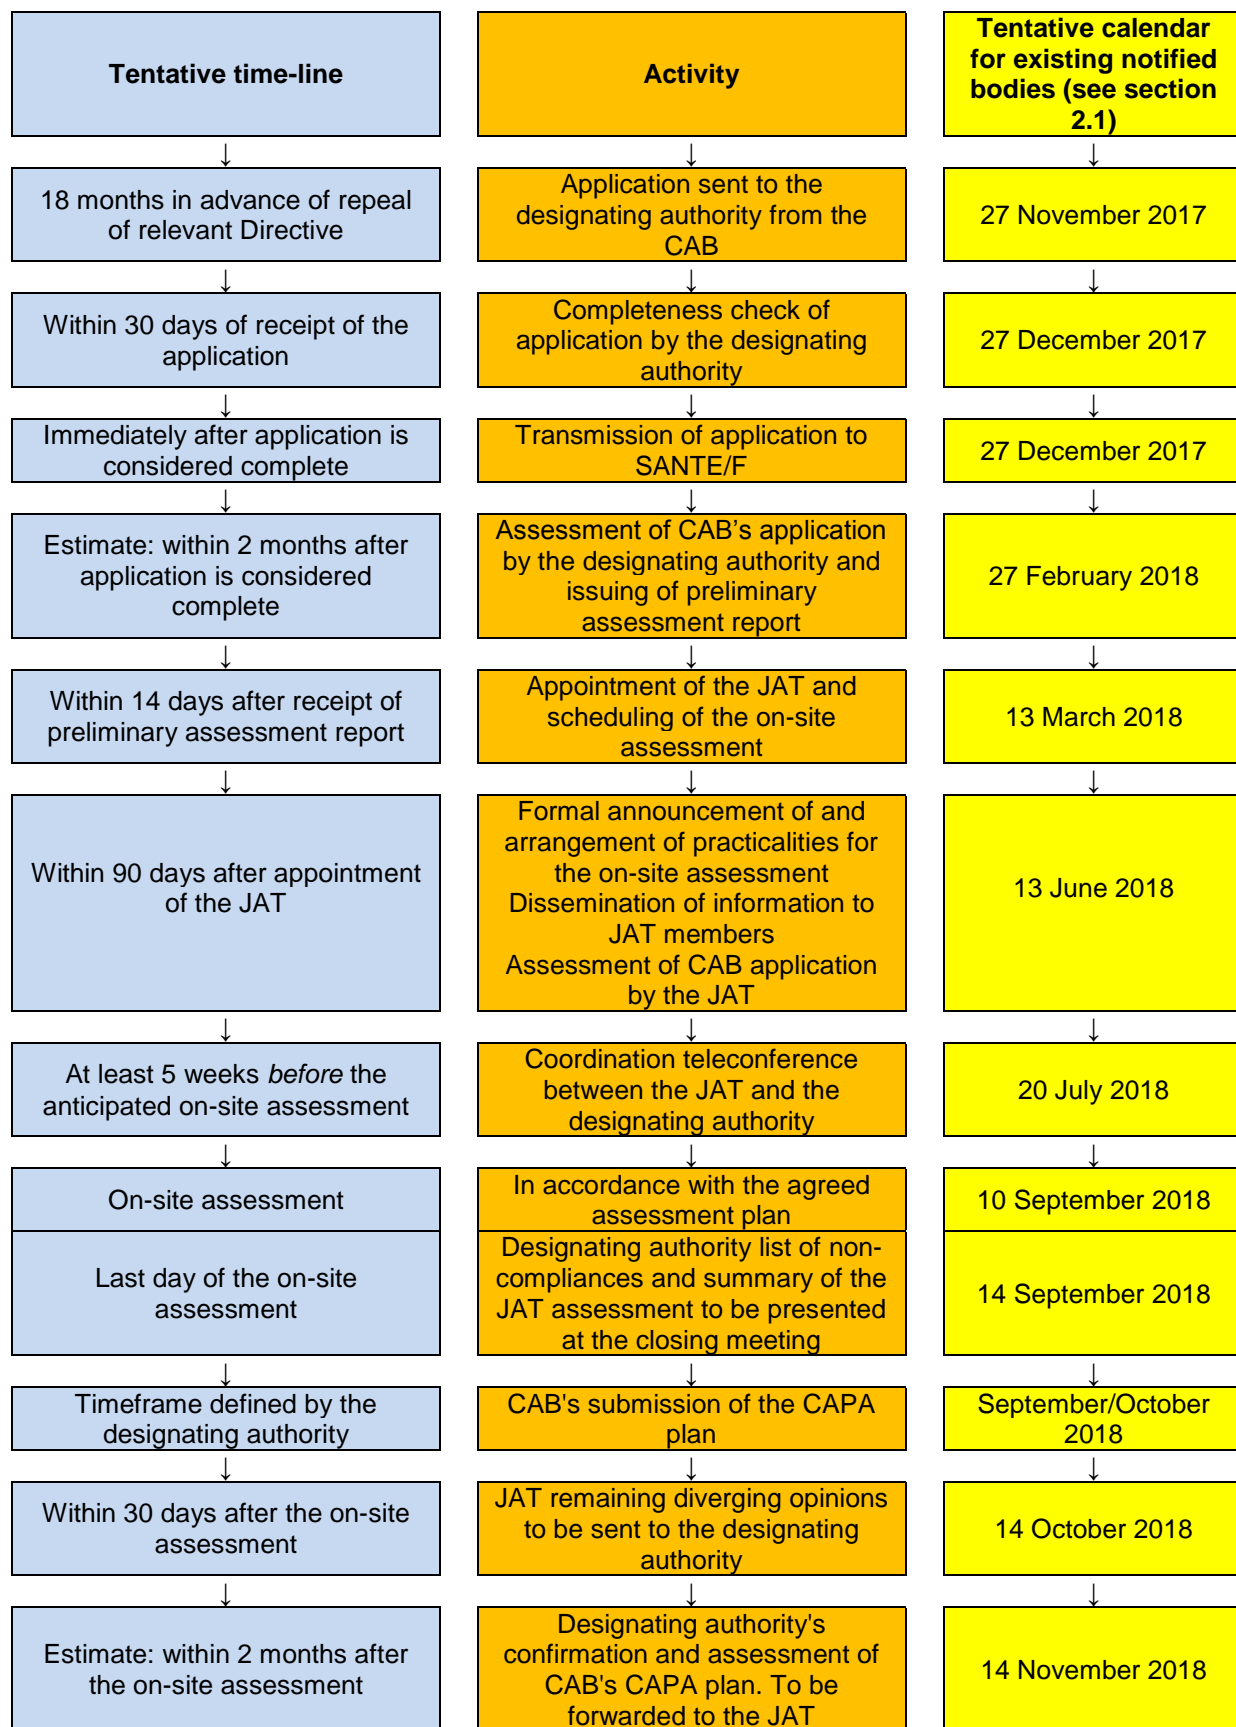 Tentative time-line
Activity
Tentative calendar
for existing notified
bodies (see section
2.1)
↓
↓
↓
18 months in advance of repeal
of relevant Directive
Application sent to the
designating authority from the
CAB
27 November 2017
↓
↓
↓
Within 30 days of receipt of the
application
Completeness check of
application by the designating
authority
27 December 2017
↓
↓
↓
Immediately after application is
considered complete
Transmission of application to
SANTE/F
27 December 2017
↓
↓
↓
Estimate: within 2 months after
application is considered
complete
Assessment of CAB’s application
by the designating authority and
issuing of preliminary
assessment report
27 February 2018
↓
↓
↓
Within 14 days after receipt of
preliminary assessment report
Appointment of the JAT and
scheduling of the on-site
assessment
13 March 2018
↓
↓
↓
Within 90 days after appointment
of the JAT
Formal announcement of and
arrangement of practicalities for
the on-site assessment
Dissemination of information to
JAT members
Assessment of CAB application
by the JAT
13 June 2018
↓
↓
↓
At least 5 weeks before the
anticipated on-site assessment
Coordination teleconference
between the JAT and the
designating authority
20 July 2018
↓
↓
↓
On-site assessment
In accordance with the agreed
assessment plan
10 September 2018
Last day of the on-site
assessment
Designating authority list of non-
compliances and summary of the
JAT assessment to be presented
at the closing meeting
14 September 2018
↓
↓
↓
Timeframe defined by the
designating authority
CAB's submission of the CAPA
plan
September/October
2018
↓
↓
↓
Within 30 days after the on-site
assessment
JAT remaining diverging opinions
to be sent to the designating
authority
14 October 2018
↓
↓
↓
Estimate: within 2 months after
the on-site assessment
Designating authority's
confirmation and assessment of
CAB's CAPA plan. To be
forwarded to the JAT
14 November 2018